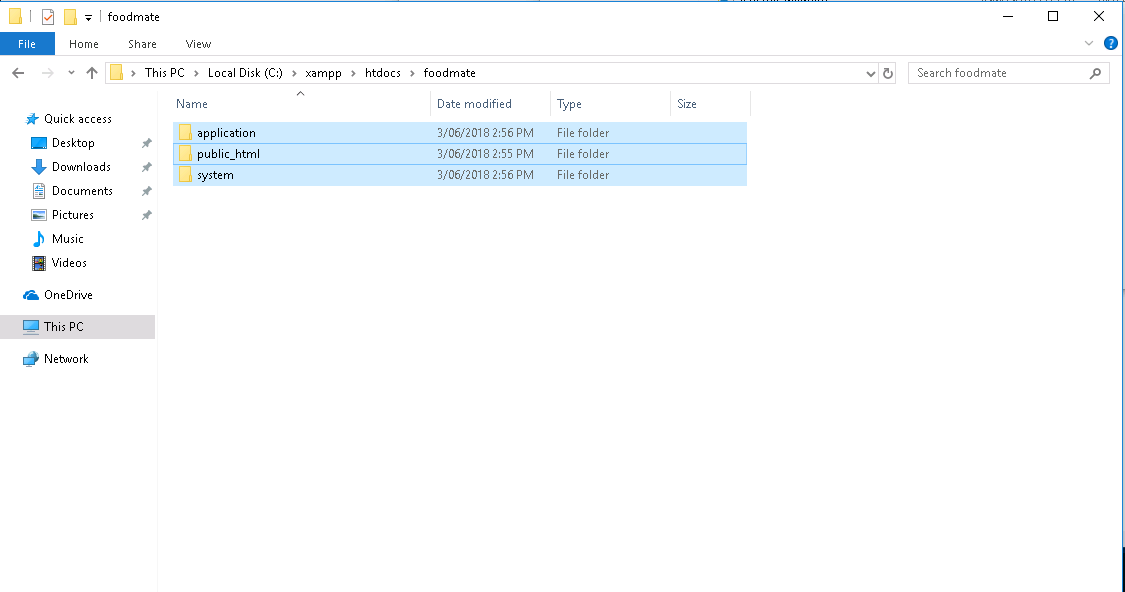 foodmate
File Home Share View
This PC Local Disk (C:) xampp htdocs foodmate Search foodmate
Name Date modified Type Size
Quick access
Desktop
Downloads
Documents
Pictures
Music
Videos
OneDrive
This PC
Network
application 3/06/2018 2:56 PM File folder
public_html 3/06/2018 2:55 PM File folder
system 3/06/2018 2:56 PM File folder